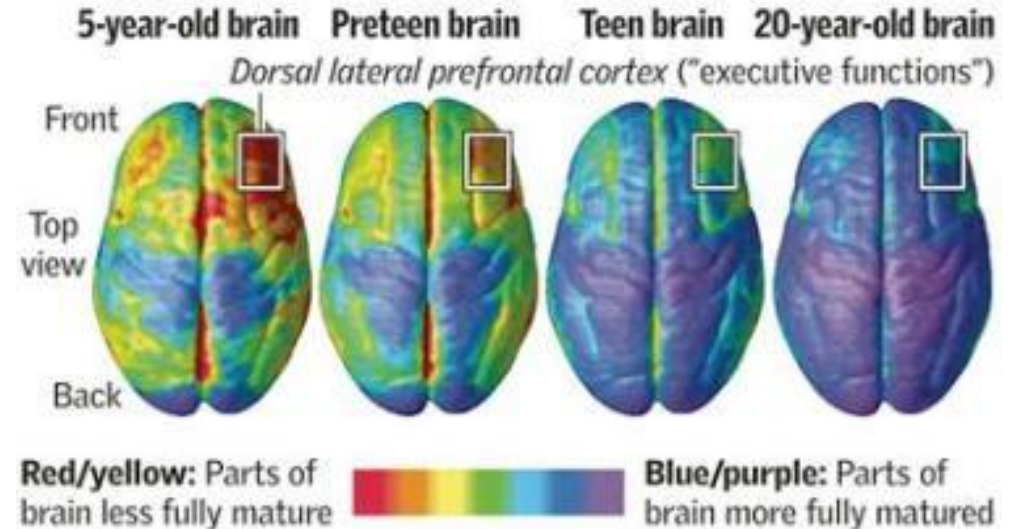 5-year-old brain Preteen brain Teen brain 20-year-old brain
Dorsal lateral prefrontal cortex ("executive functions")
Front
Top
view
Back
Red/yellow: Parts of
brain less fully mature
Blue/purple: Parts of
brain more fully matured